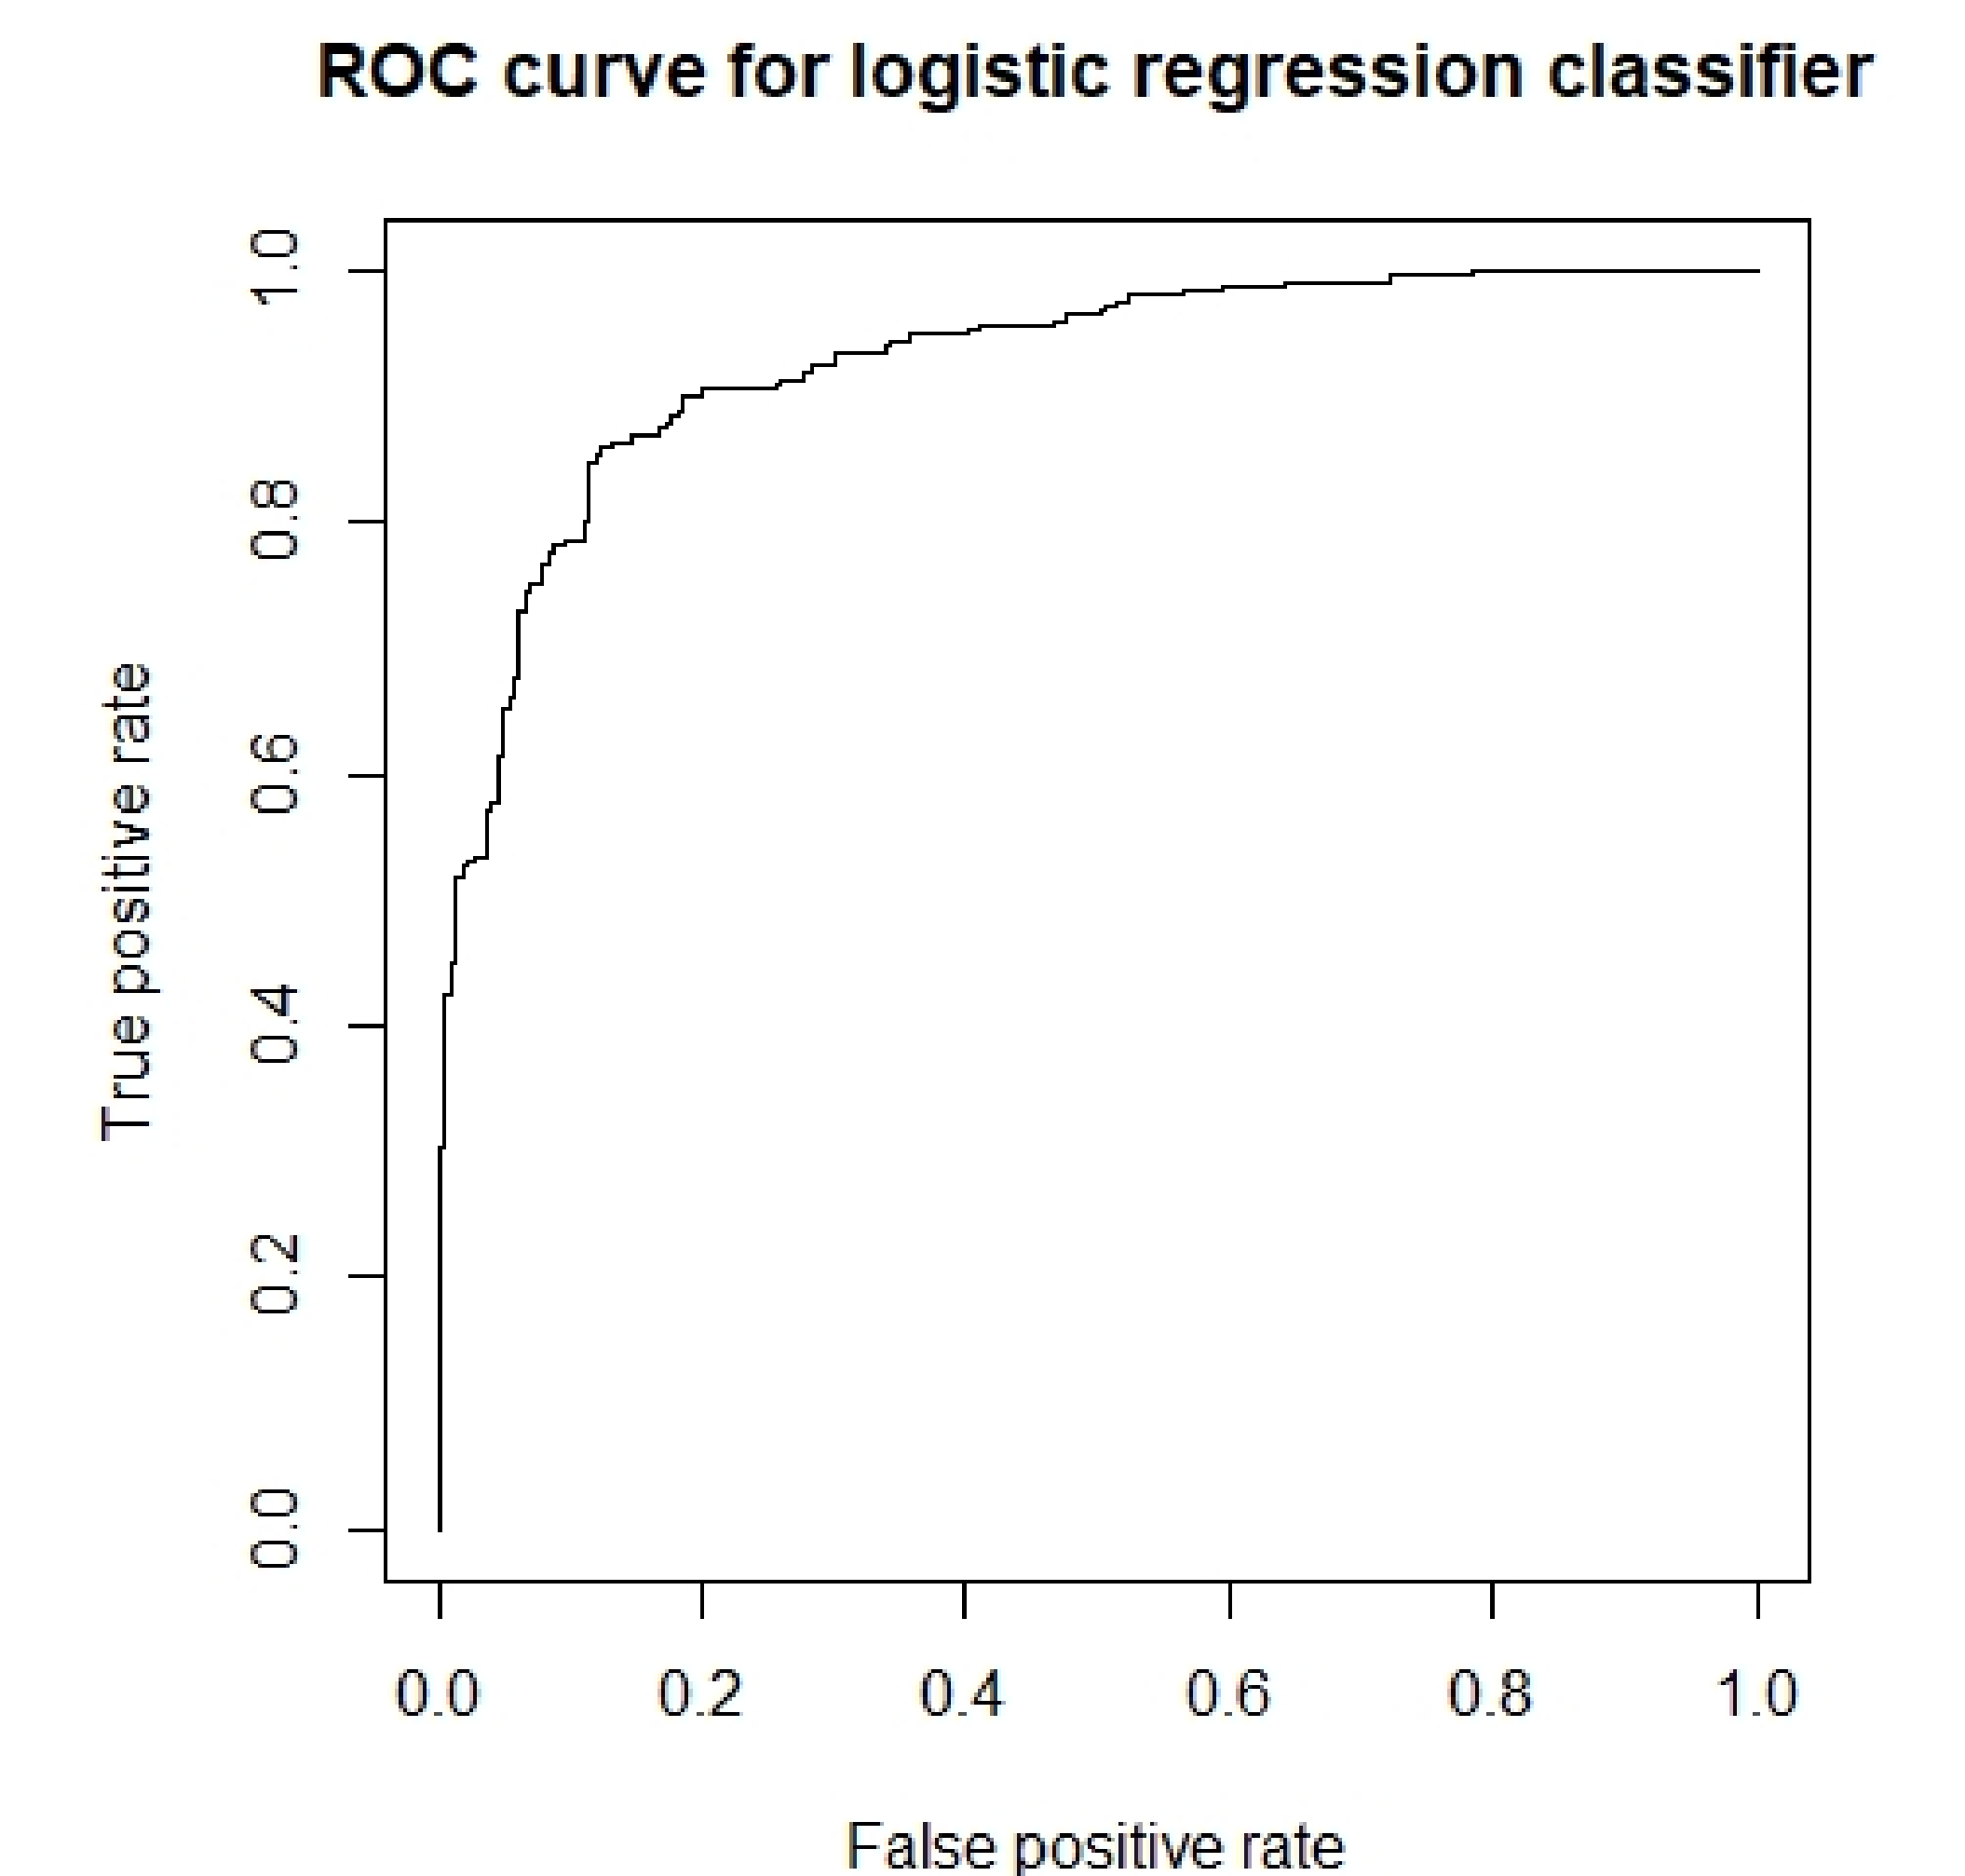 ROC curve for logistic regression classifier
True positive rate
1.0
0.8
0.6
0.4
0.2
0.0
0.0 0.2 0.4 0.6 0.8 1.0
False positive rate